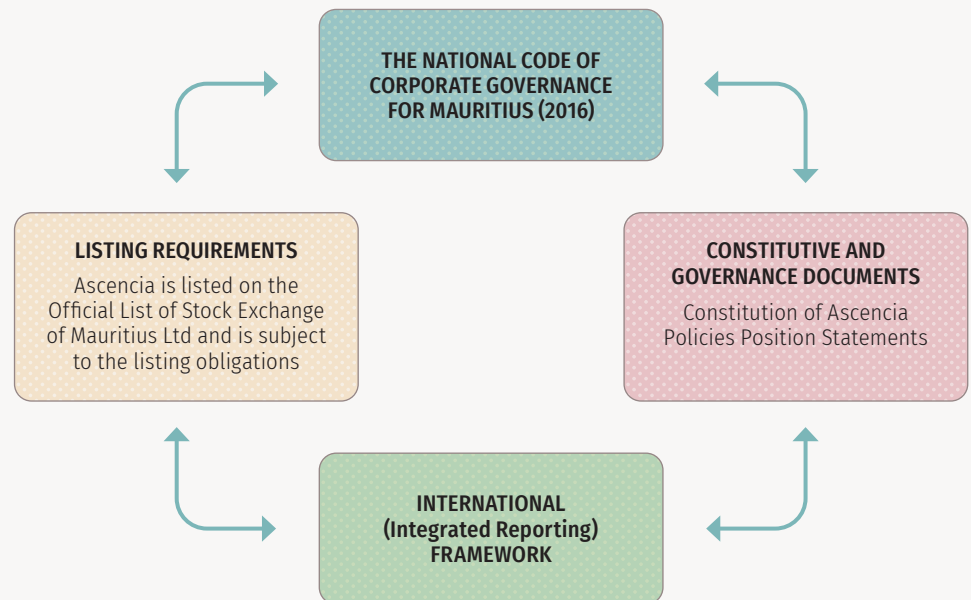 THE NATIONAL CODE OF
CORPORATE GOVERNANCE
FOR MAURITIUS (2016)
LISTING REQUIREMENTS
Ascencia is listed on the
Official List of Stock Exchange
of Mauritius Ltd and is subject
to the listing obligations
CONSTITUTIVE AND
GOVERNANCE DOCUMENTS
Constitution of Ascencia
Policies Position Statements
INTERNATIONAL
(Integrated Reporting)
FRAMEWORK